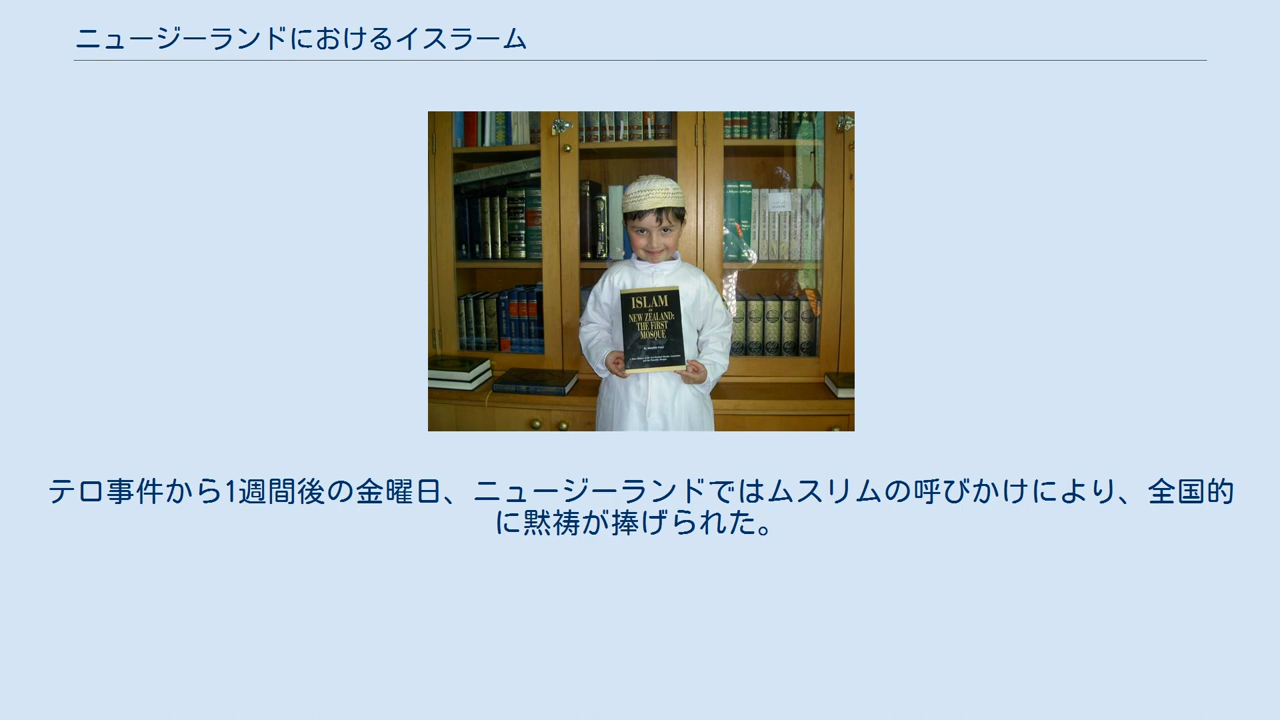 ニュージーランドにおけるイスラーム
ISLAM
NEW ZEALAND:
THE FIRST
MOSQUE
テロ事件から1週間後の金曜日、ニュージーランドではムスリムの呼びかけにより、全国的
に黙祷が捧げられた。